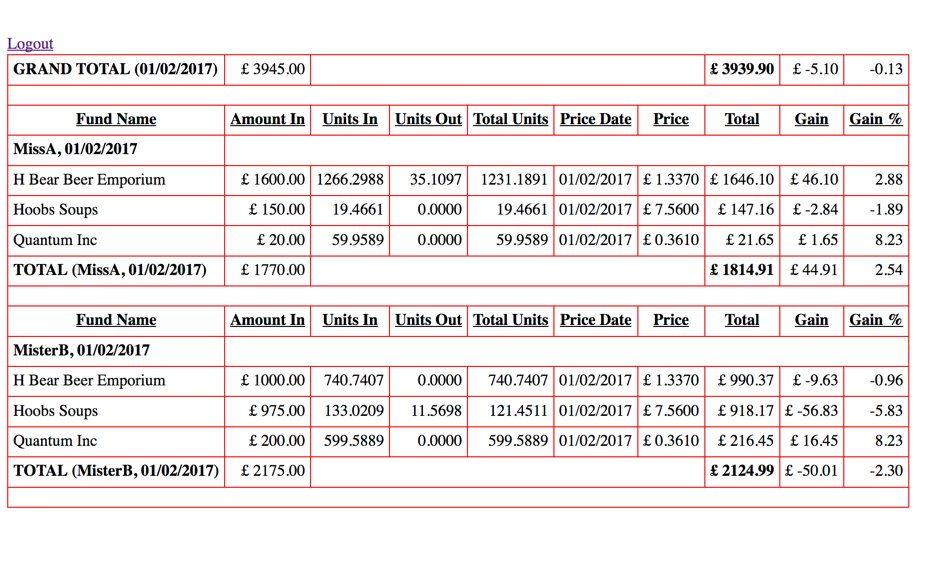 Logout
GRAND TOTAL (01/02/2017) £ 3945.00 £ 3939.90 £ -5.10 -0.13
Fund Name Amount In Units In Units Out Total Units Price Date Price Total Gain Gain %
MissA, 01/02/2017
H Bear Beer Emporium £ 1600.00 1266.2988 35.1097 1231.1891 01/02/2017 £ 1.3370 £ 1646.10 £ 46.10 2.88
Hoobs Soups £ 150.00 19.4661 0.0000 19.4661 01/02/2017 £ 7.5600 £ 147.16 £ -2.84 -1.89
Quantum Inc £ 20.00 59.9589 0.0000 59.9589 01/02/2017 £ 0.3610 £ 21.65 £ 1.65 8.23
TOTAL (MissA, 01/02/2017) £ 1770.00 £ 1814.91 £ 44.91 2.54
Fund Name Amount In Units In Units Out Total Units Price Date Price Total Gain Gain %
MisterB, 01/02/2017
H Bear Beer Emporium £ 1000.00 740.7407 0.0000 740.7407 01/02/2017 £ 1.3370 £ 990.37 £ -9.63 -0.96
Hoobs Soups £ 975.00 133.0209 11.5698 121.4511 01/02/2017 £ 7.5600 £ 918.17 £ -56.83 -5.83
Quantum Inc £ 200.00 599.5889 0.0000 599.5889 01/02/2017 £ 0.3610 £ 216.45 £ 16.45 8.23
TOTAL (MisterB, 01/02/2017) £ 2175.00 £ 2124.99 £ -50.01 -2.30